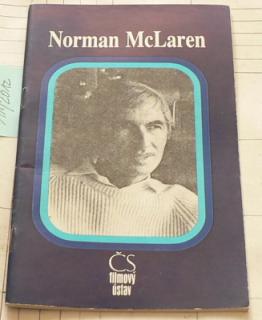 Norman McLaren
ČS
filmový
ústav